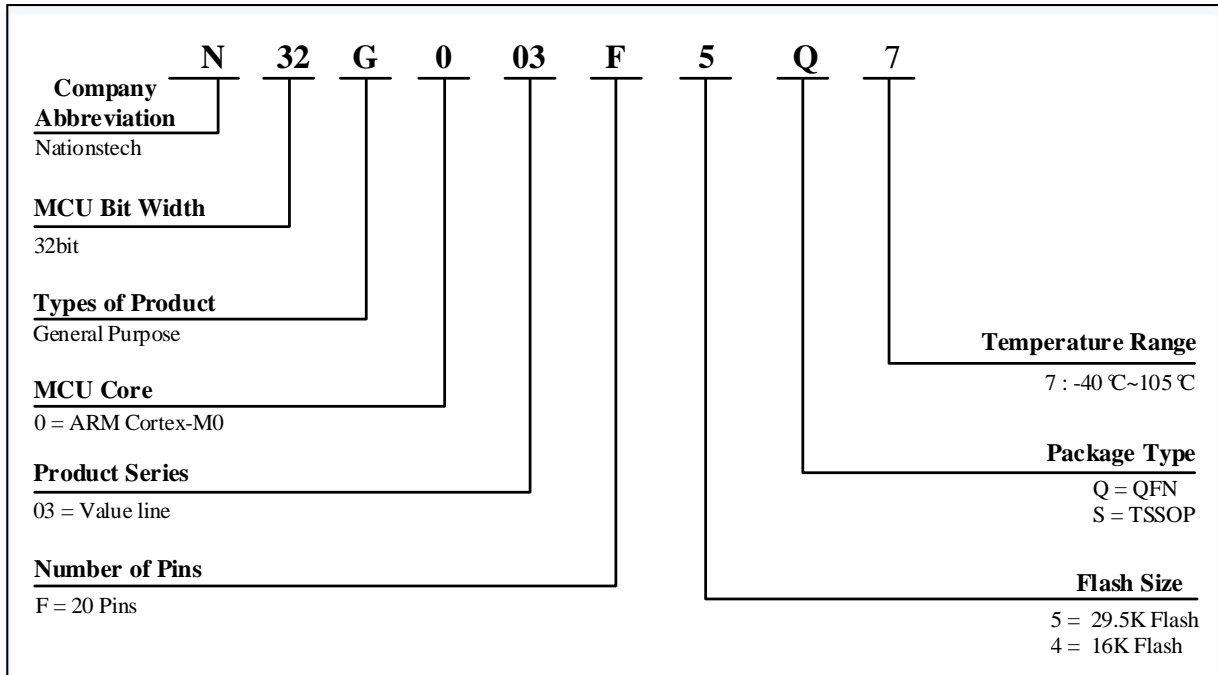 N 32 G 0 03 F 5 Q 7
Company
Abbreviation
Nationstech
MCU Bit Width
32bit
Types of Product
General Purpose
MCU Core
0 = ARM Cortex-M0
Product Series
03 = Value line
Number of Pins
F = 20 Pins
Temperature Range
7 : -40 ℃~105 ℃
Package Type
Q = QFN
S = TSSOP
Flash Size
5 = 29.5K Flash
4 = 16K Flash